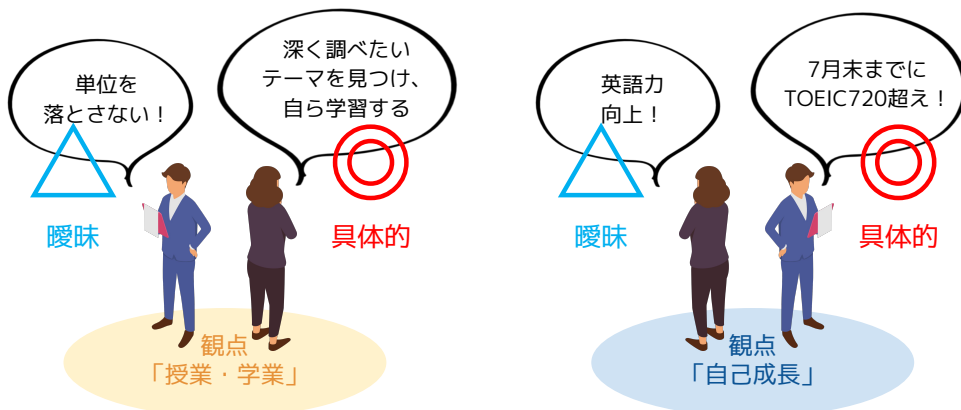 単位を
落とさない！
深く調べたい
テーマを見つけ、
自ら学習する
曖昧
具体的
観点
「授業・学業」
英語力
向上！
7月末までに
TOEIC720超え！
曖昧
具体的
観点
「自己成長」